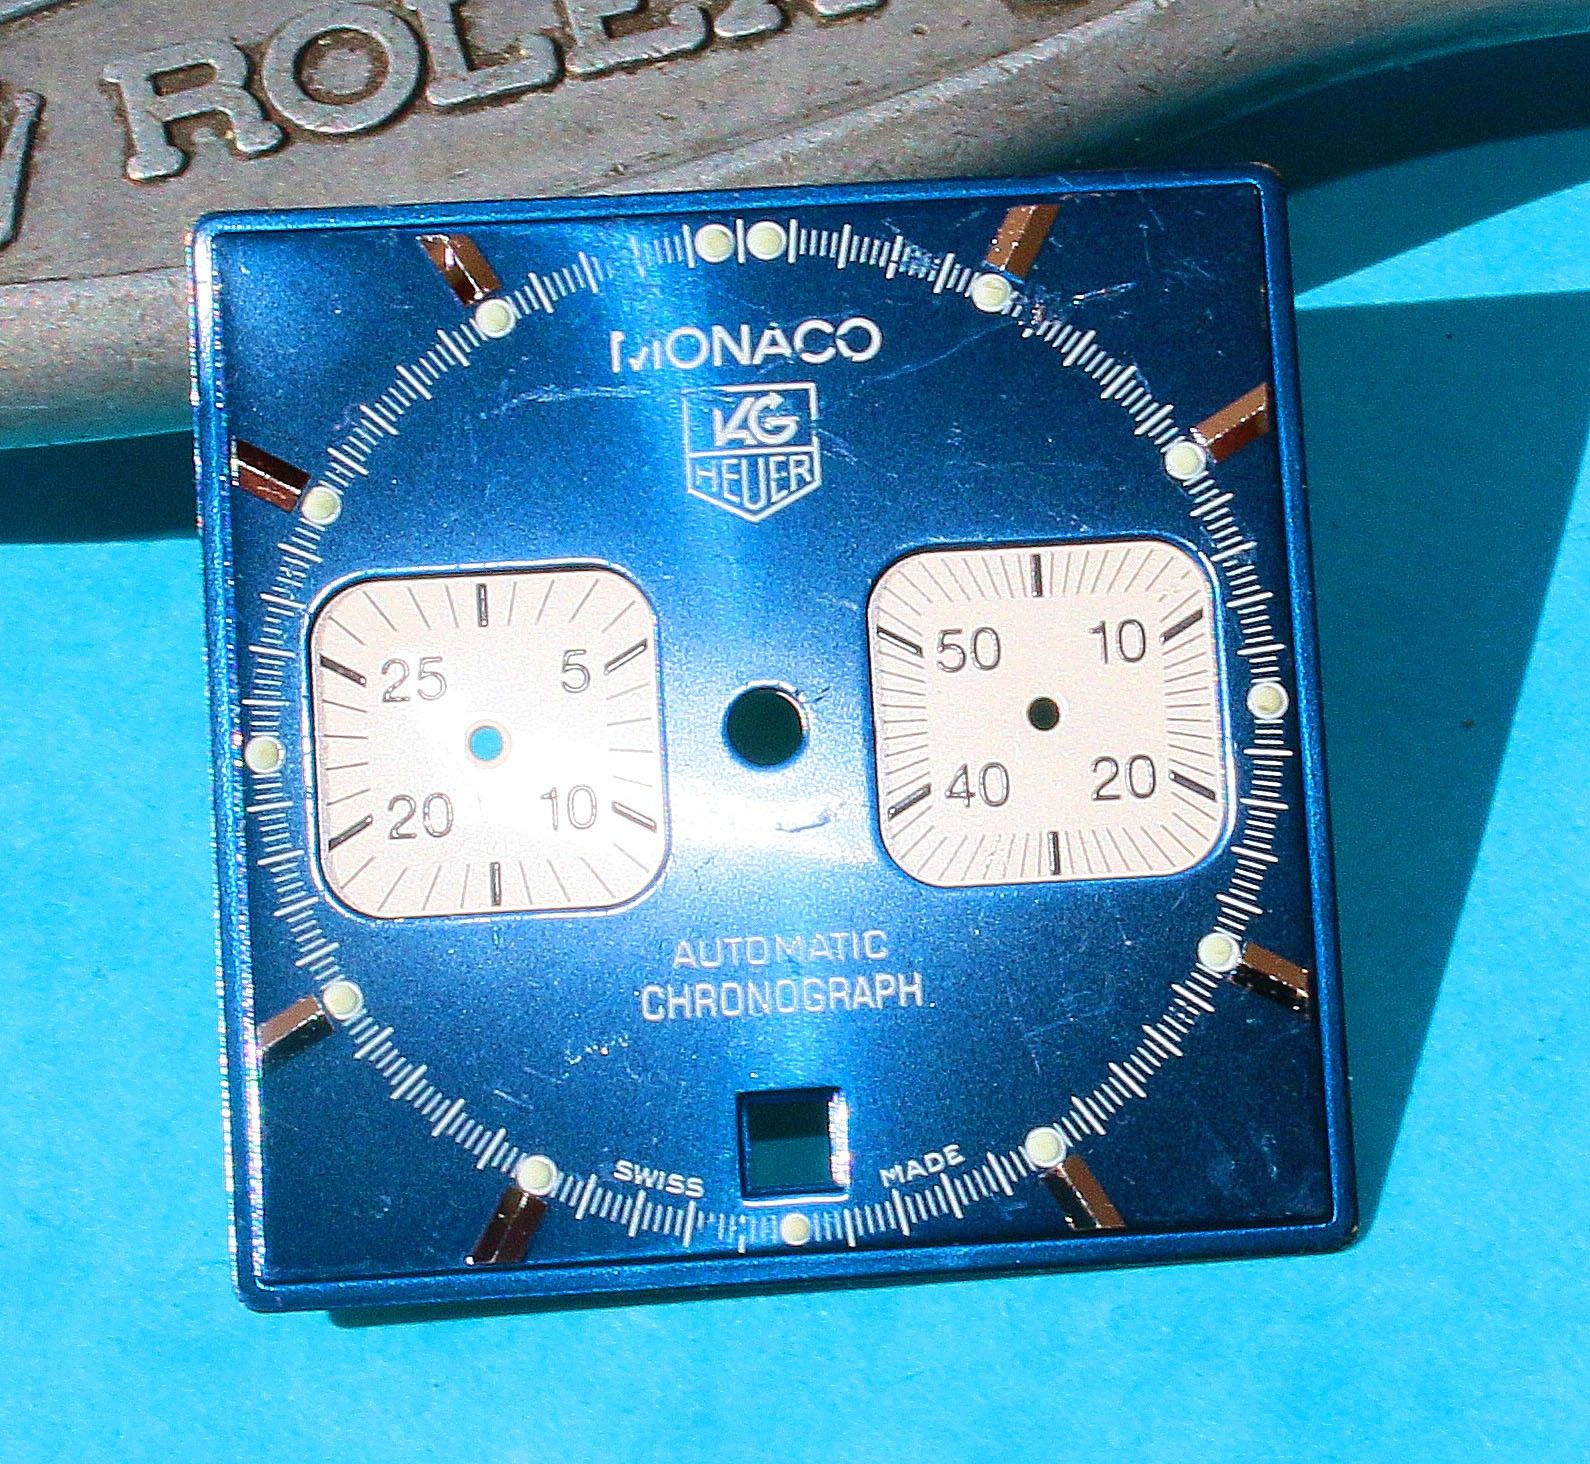 ROLEX
MONACO
TAG
HEUER
25 5
20 10
50 10
40 20
AUTOMATIC
CHRONOGRAPH
SWISS MADE